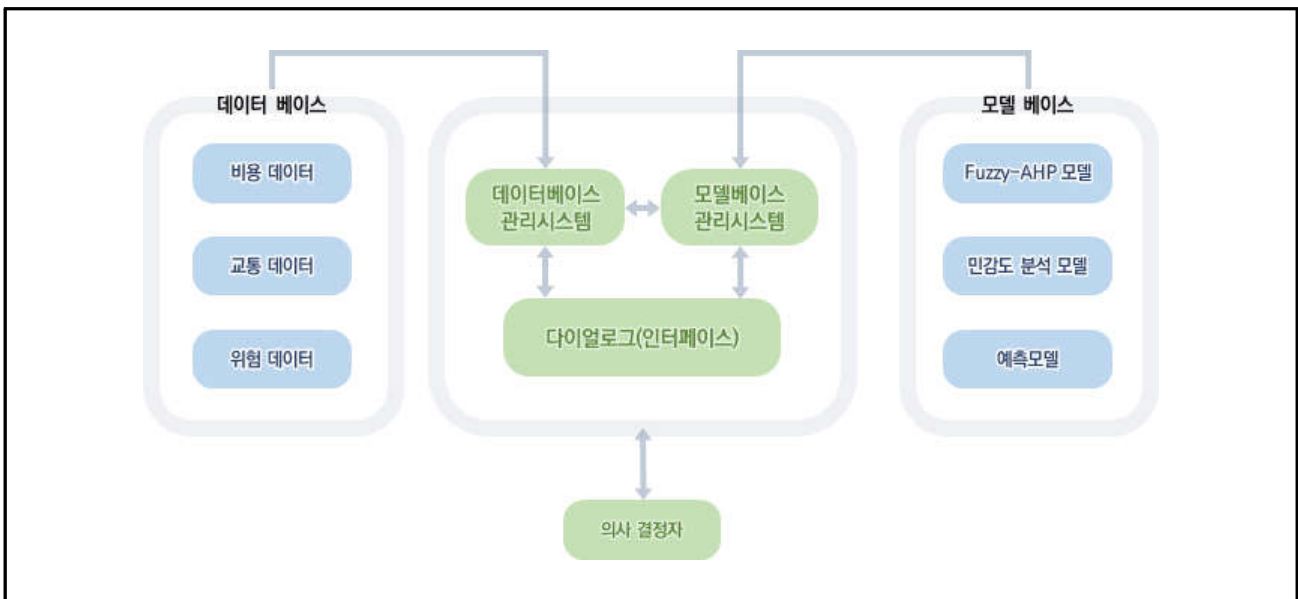 데이터 베이스
비용 데이터
교통 데이터
위험 데이터
데이터베이스
관리시스템
모델베이스
관리시스템
다이얼로그(인터페이스)
의사 결정자
모델 베이스
Fuzzy-AHP 모델
민감도 분석 모델
예측모델